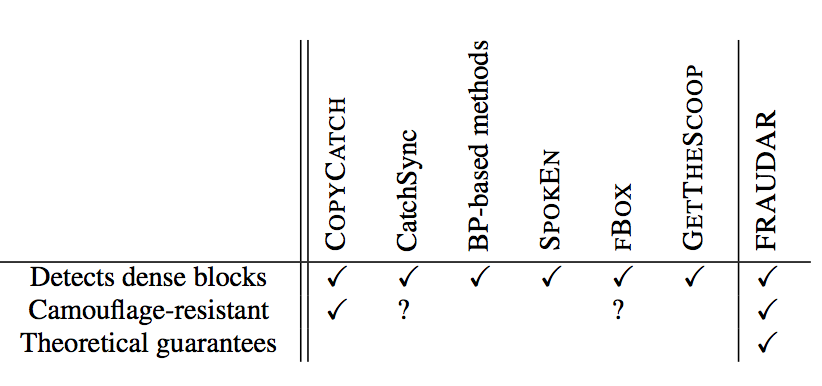 COPYCATCH CatchSync BP-based methods SPOKEN FBOX GETTHESCOOP FRAUDAR
Detects dense blocks ✓ ✓ ✓ ✓ ✓ ✓ ✓
Camouflage-resistant ✓ ? ? ✓
Theoretical guarantees ✓